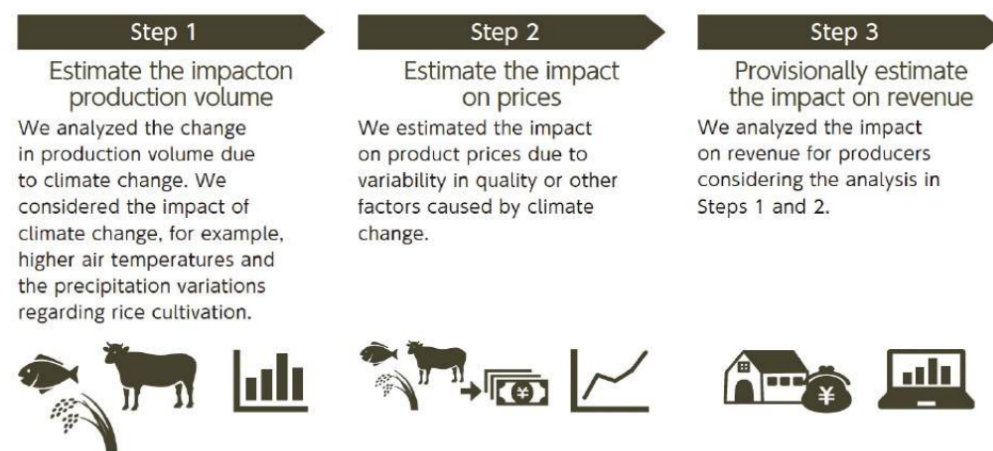 Step 1
Estimate the impacton
production volume
We analyzed the change
in production volume due
to climate change. We
considered the impact of
climate change, for example,
higher air temperatures and
the precipitation variations
regarding rice cultivation.
Step 2
Estimate the impact
on prices
We estimated the impact
on product prices due to
variability in quality or other
factors caused by climate
change.
¥
Step 3
Provisionally estimate
the impact on revenue
We analyzed the impact
on revenue for producers
considering the analysis in
Steps 1 and 2.
¥